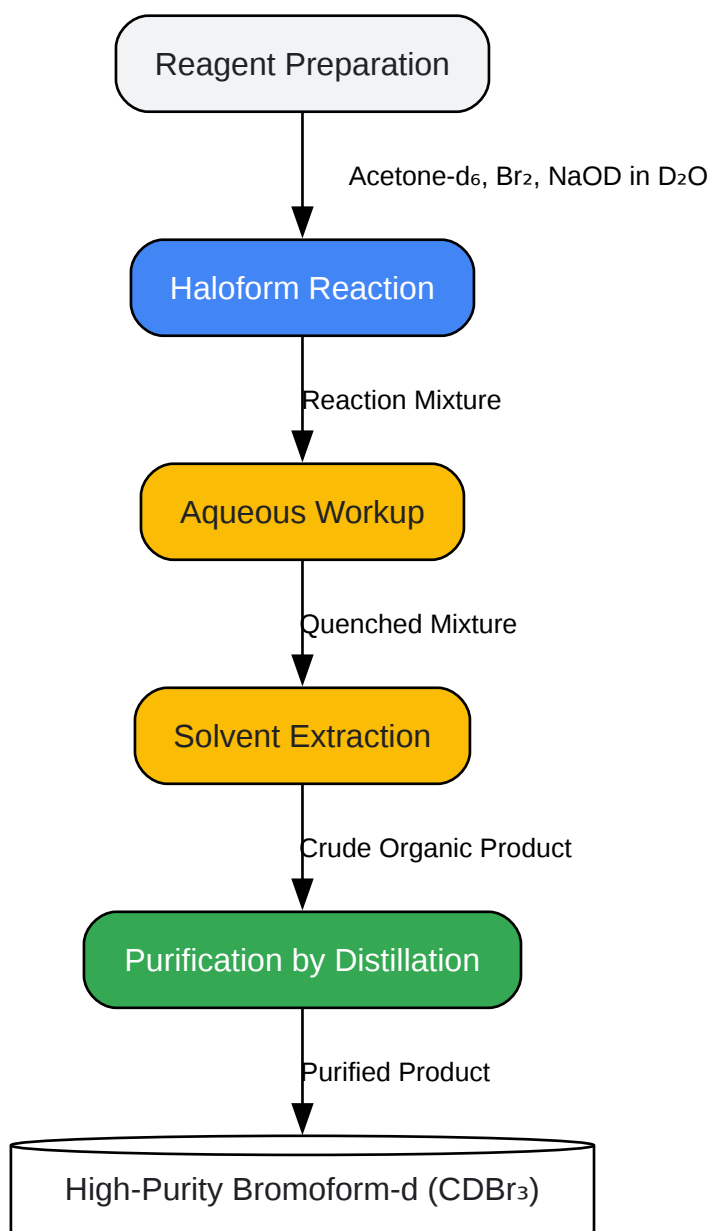 Reagent Preparation
Acetone-d₆, Br₂, NaOD in D₂O
Haloform Reaction
Reaction Mixture
Aqueous Workup
Quenched Mixture
Solvent Extraction
Crude Organic Product
Purification by Distillation
Purified Product
High-Purity Bromoform-d (CDBr₃)